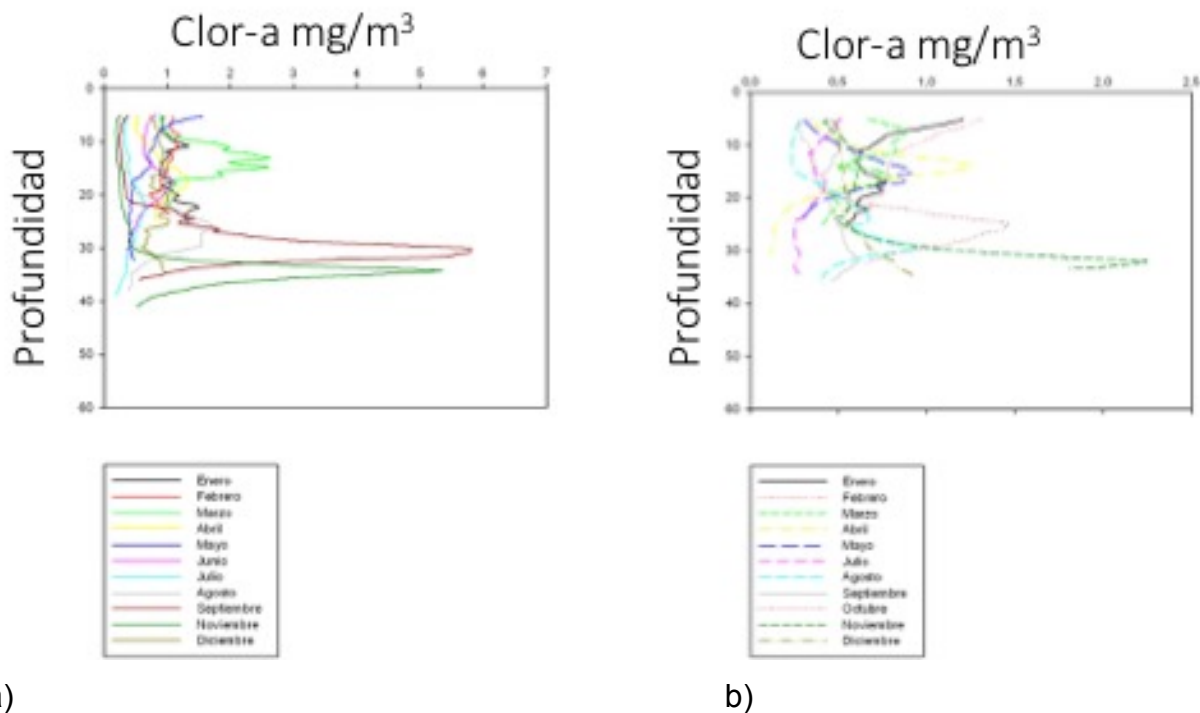 Clor-a mg/m³
0 1 2 3 4 5 6 7
Profundidad
0
10
20
30
40
50
60
Enero
Febrero
Marzo
Abril
Mayo
Junio
Julio
Agosto
Septiembre
Noviembre
Diciembre
a)
Clor-a mg/m³
0.0 0.5 1.0 1.5 2.0 2.5
Profundidad
0
10
20
30
40
50
60
Enero
Febrero
Marzo
Abril
Mayo
Julio
Agosto
Septiembre
Octubre
Noviembre
Diciembre
b)